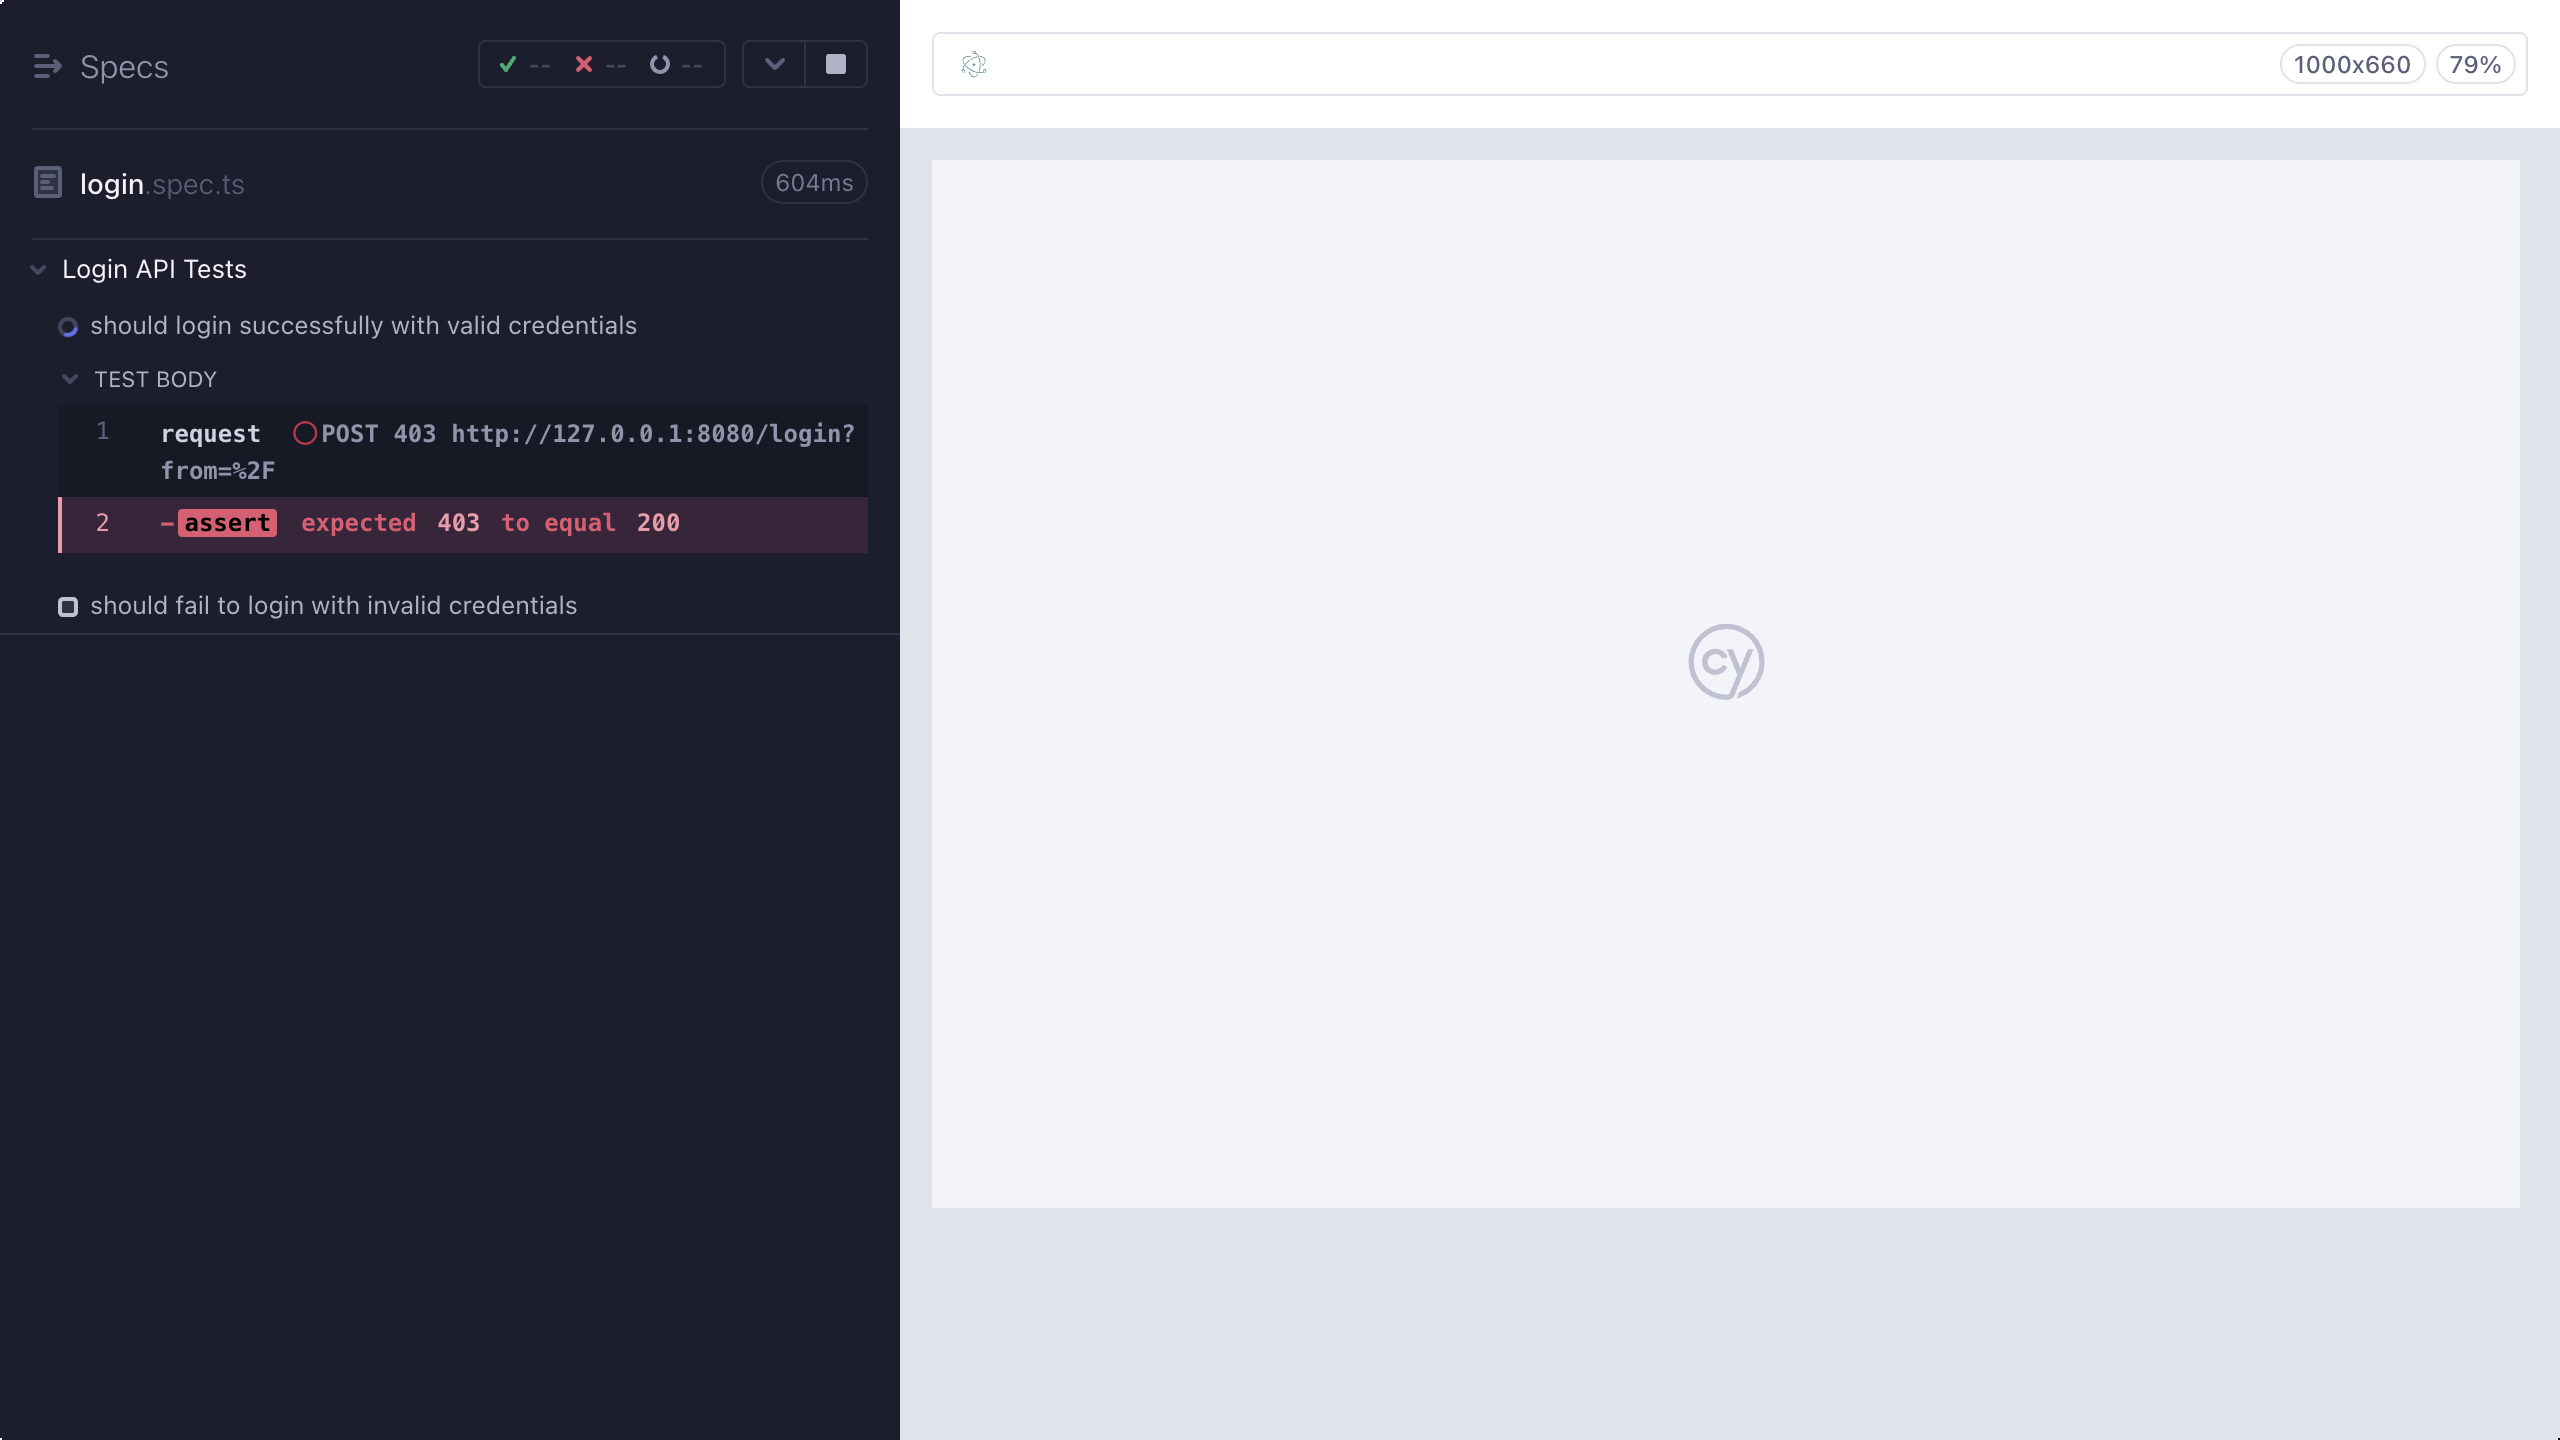 Specs
-- -- --
login.spec.ts
604ms
Login API Tests
should login successfully with valid credentials
TEST BODY
1 request POST 403 http://127.0.0.1:8080/login?
from=%2F
2 -assert expected 403 to equal 200
should fail to login with invalid credentials
1000x660 79%
cy